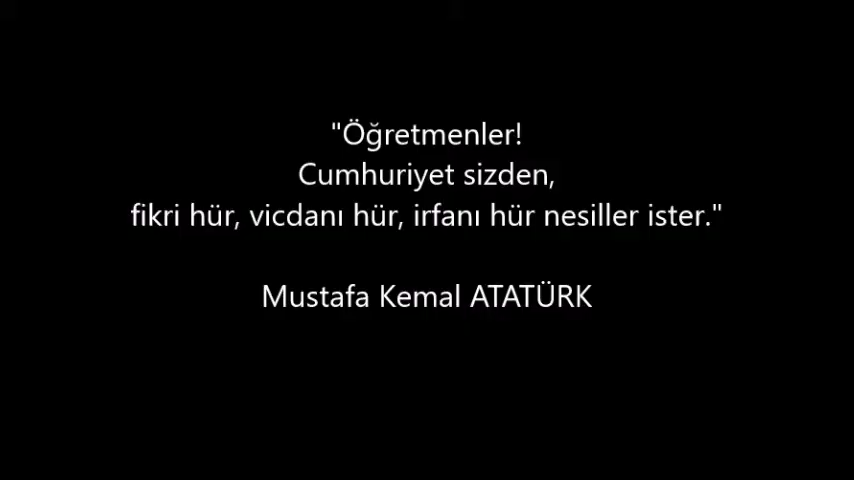 "Öğretmenler!
Cumhuriyet sizden,
fikri hür, vicdanı hür, irfanı hür nesiller ister."
Mustafa Kemal ATATÜRK